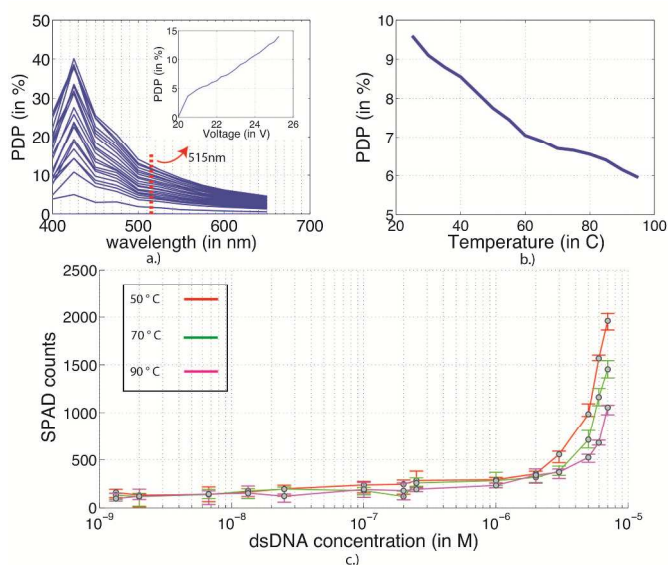 50
40
30
20
10
0
400
500
600
700
PDP (in %)
wavelength (in nm)
a.)
515nm
15
10
5
0
20
22
24
26
PDP (in %)
Voltage (in V)
10
9
8
7
6
5
20
40
60
80
100
PDP (in %)
Temperature (in C)
b.)
2500
2000
1500
1000
500
0
SPAD counts
50 °C
70 °C
90 °C
10⁻⁹
10⁻⁸
10⁻⁷
10⁻⁶
10⁻⁵
dsDNA concentration (in M)
c.)